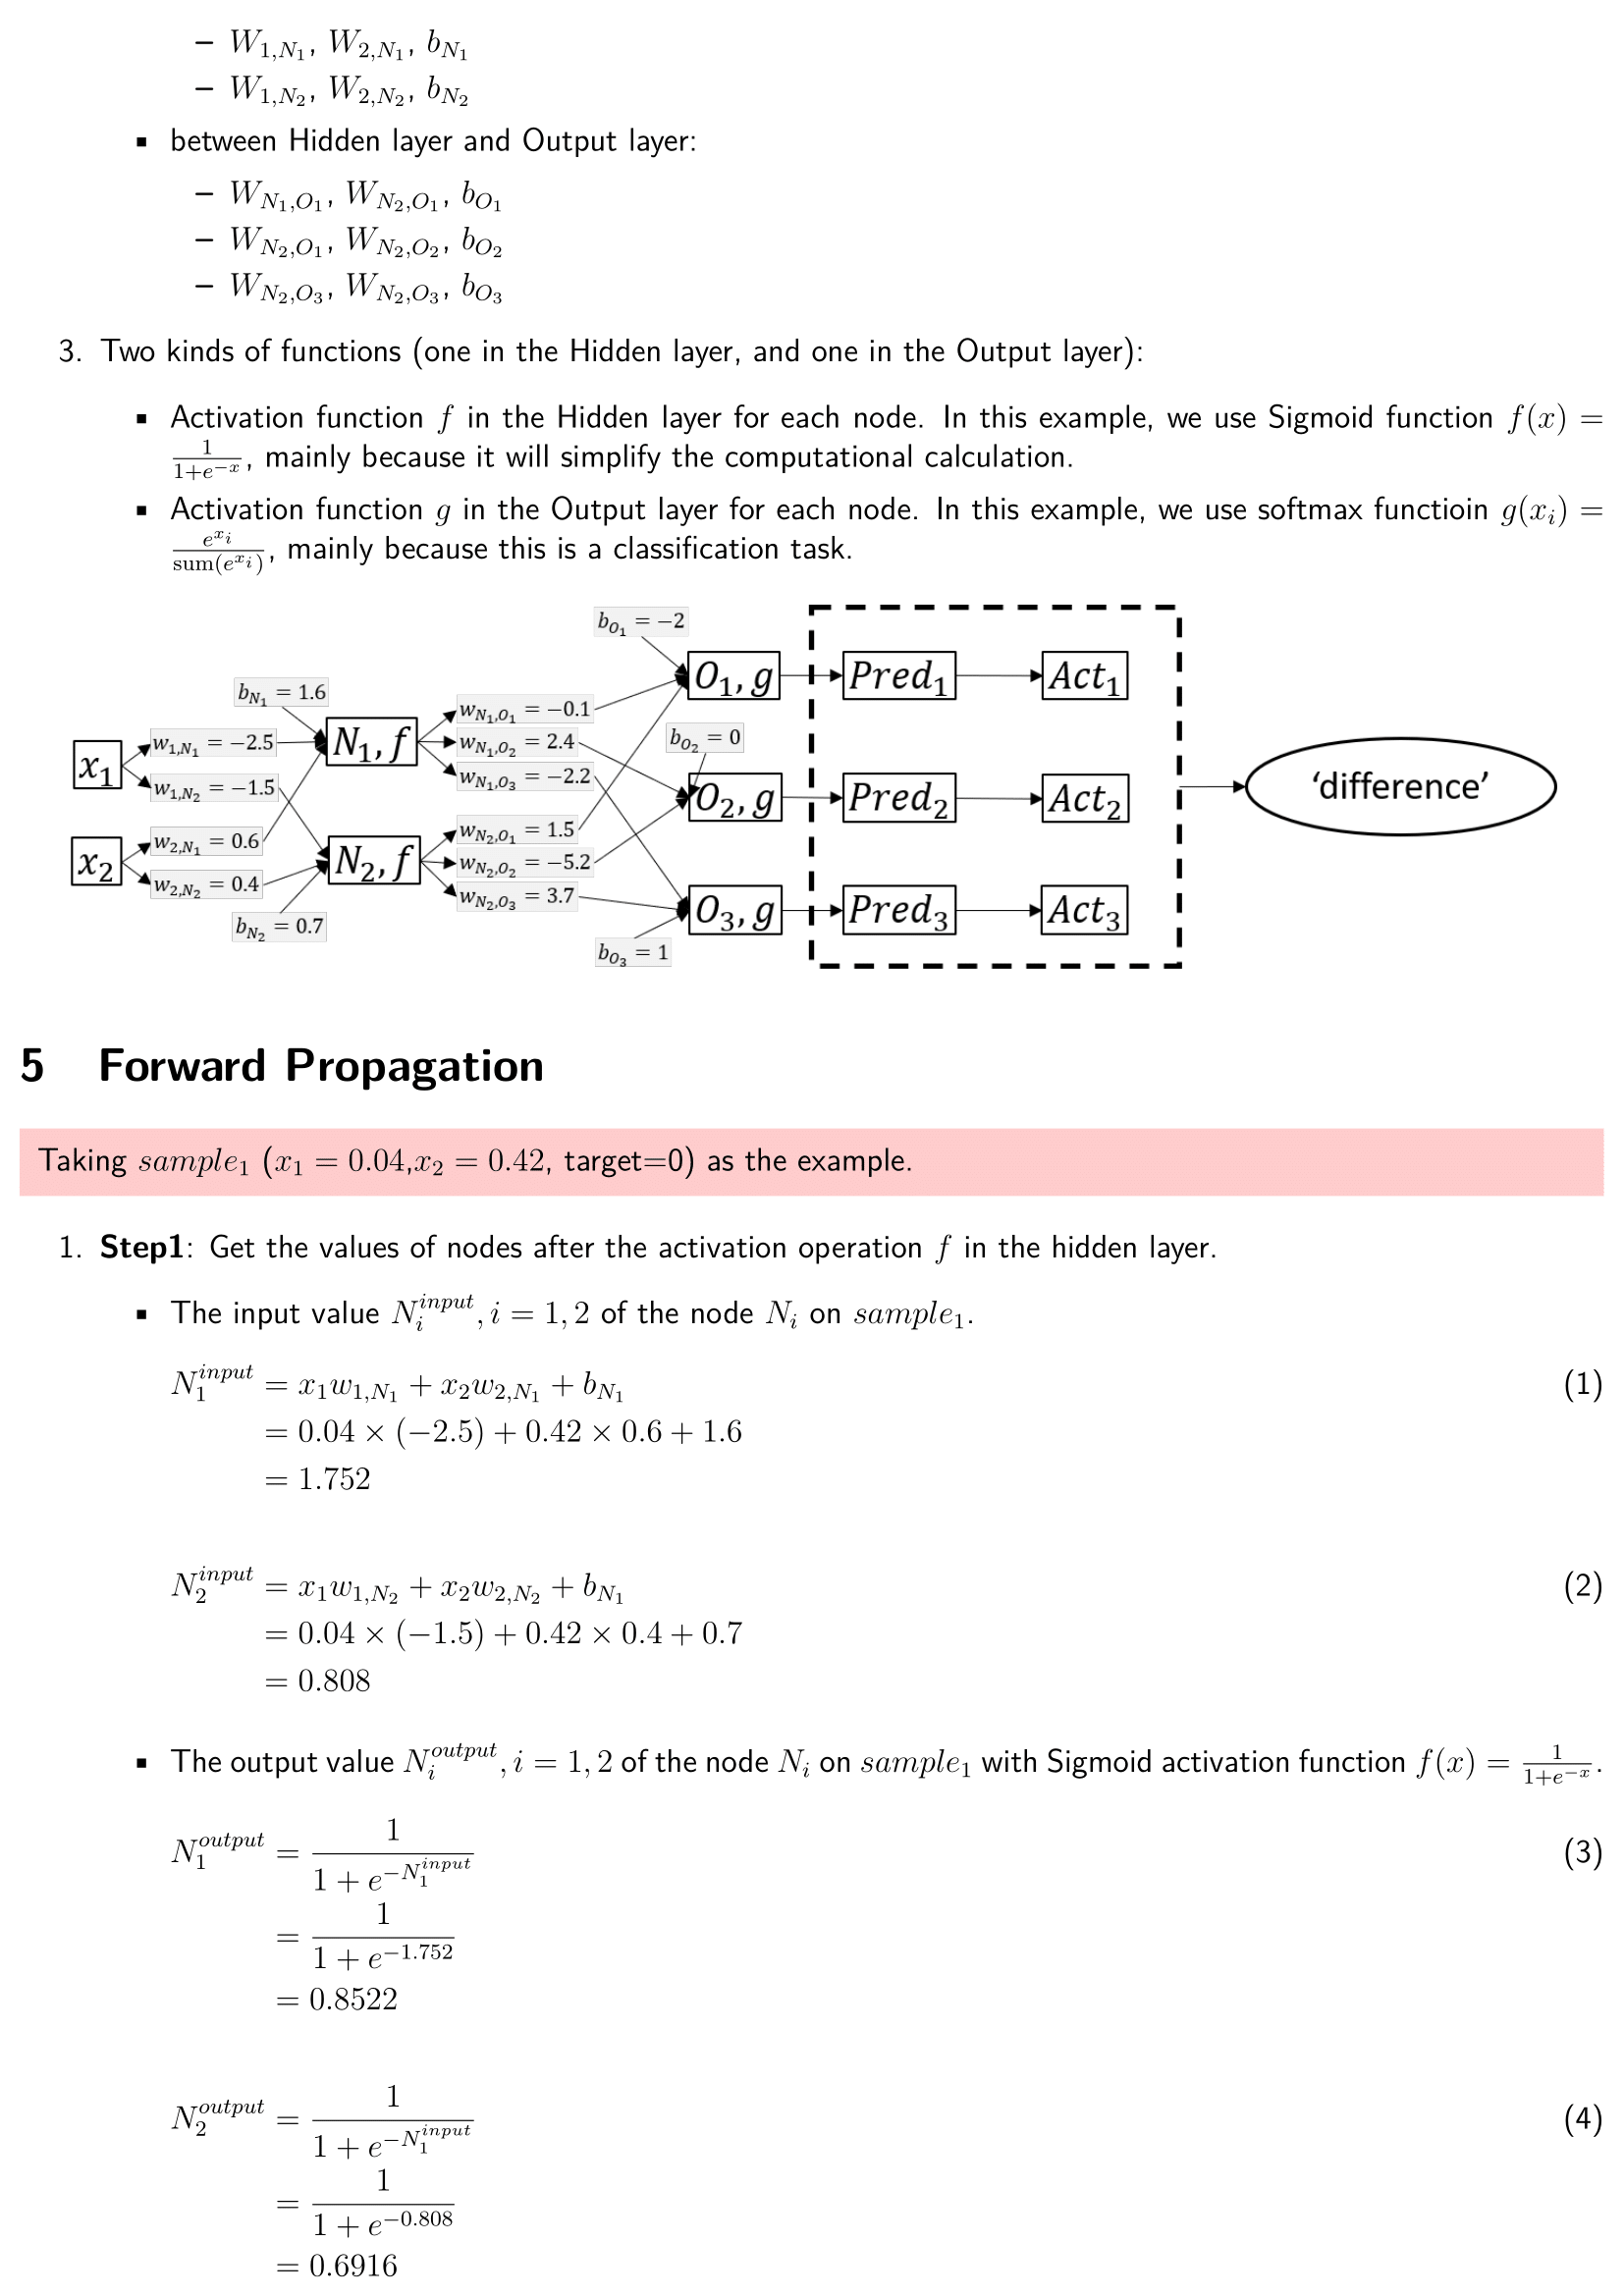 – $W_{1,N_1}$, $W_{2,N_1}$, $b_{N_1}$
– $W_{1,N_2}$, $W_{2,N_2}$, $b_{N_2}$
▪ between Hidden layer and Output layer:
– $W_{N_1,O_1}$, $W_{N_2,O_1}$, $b_{O_1}$
– $W_{N_2,O_1}$, $W_{N_2,O_2}$, $b_{O_2}$
– $W_{N_2,O_3}$, $W_{N_2,O_3}$, $b_{O_3}$
3. Two kinds of functions (one in the Hidden layer, and one in the Output layer):
▪ Activation function $f$ in the Hidden layer for each node. In this example, we use Sigmoid function $f(x) =$
$\frac{1}{1+e^{-x}}$, mainly because it will simplify the computational calculation.
▪ Activation function $g$ in the Output layer for each node. In this example, we use softmax functioin $g(x_i) =$
$\frac{e^{x_i}}{\text{sum}(e^{x_i})}$, mainly because this is a classification task.
$x_1$
$x_2$
$b_{N_1} = 1.6$
$w_{1,N_1} = -2.5$
$w_{1,N_2} = -1.5$
$w_{2,N_1} = 0.6$
$w_{2,N_2} = 0.4$
$b_{N_2} = 0.7$
$N_1, f$
$N_2, f$
$w_{N_1,O_1} = -0.1$
$w_{N_1,O_2} = 2.4$
$w_{N_1,O_3} = -2.2$
$w_{N_2,O_1} = 1.5$
$w_{N_2,O_2} = -5.2$
$w_{N_2,O_3} = 3.7$
$b_{O_1} = -2$
$b_{O_2} = 0$
$b_{O_3} = 1$
$O_1, g$
$O_2, g$
$O_3, g$
$Pred_1$
$Act_1$
$Pred_2$
$Act_2$
$Pred_3$
$Act_3$
‘difference’
5 Forward Propagation
Taking $sample_1$ ($x_1 = 0.04$,$x_2 = 0.42$, target=0) as the example.
1. Step1: Get the values of nodes after the activation operation $f$ in the hidden layer.
▪ The input value $N_i^{input}, i = 1, 2$ of the node $N_i$ on $sample_1$.
$N_1^{input} = x_1 w_{1,N_1} + x_2 w_{2,N_1} + b_{N_1}$ (1)
$= 0.04 \times (-2.5) + 0.42 \times 0.6 + 1.6$
$= 1.752$
$N_2^{input} = x_1 w_{1,N_2} + x_2 w_{2,N_2} + b_{N_1}$ (2)
$= 0.04 \times (-1.5) + 0.42 \times 0.4 + 0.7$
$= 0.808$
▪ The output value $N_i^{output}, i = 1, 2$ of the node $N_i$ on $sample_1$ with Sigmoid activation function $f(x) = \frac{1}{1+e^{-x}}$.
$N_1^{output} = \frac{1}{1 + e^{-N_1^{input}}}$ (3)
$= \frac{1}{1 + e^{-1.752}}$
$= 0.8522$
$N_2^{output} = \frac{1}{1 + e^{-N_1^{input}}}$ (4)
$= \frac{1}{1 + e^{-0.808}}$
$= 0.6916$